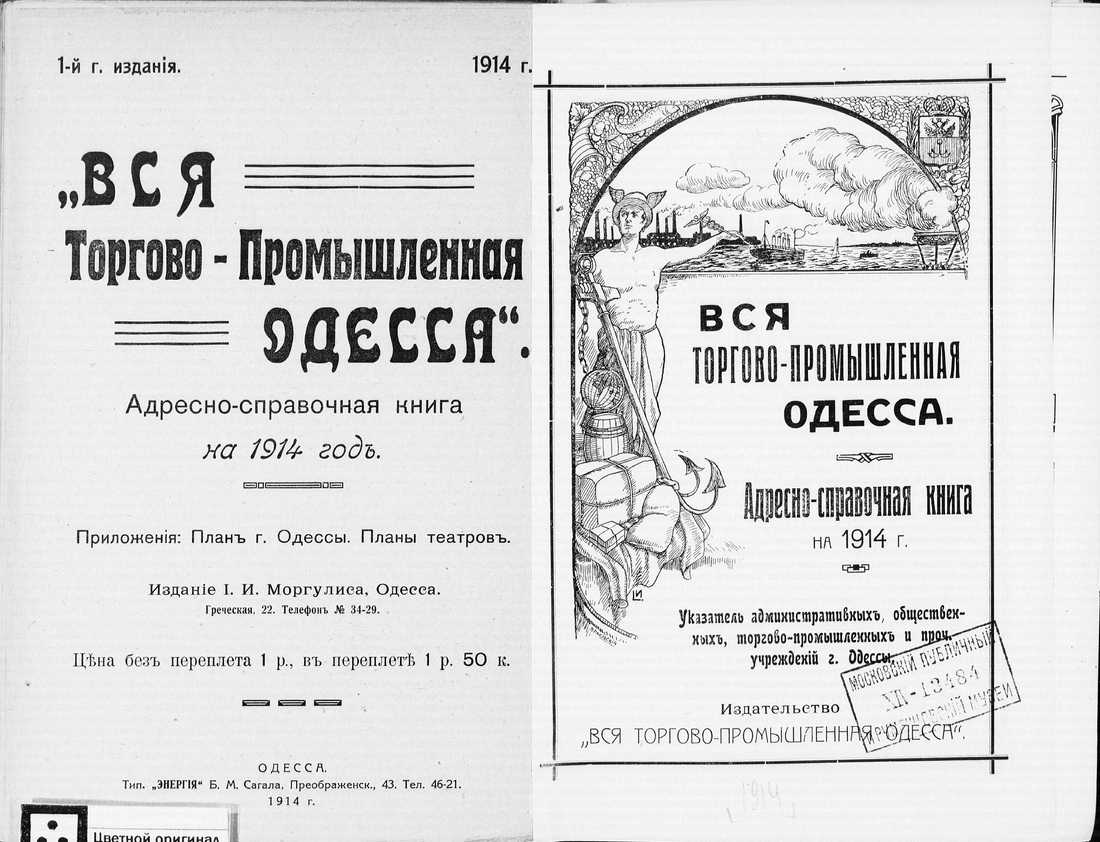 1-й г. изданія.
1914 г.
„ВСЯ
Торгово - Промышленная
ОДЕССА“.
Адресно-справочная книга
на 1914 годъ.
Приложенія: Планъ г. Одессы. Планы театровъ.
Изданіе І. И. Моргулиса, Одесса.
Греческая, 22. Телефонъ № 34-29.
Цѣна безъ переплета 1 р., въ переплетѣ 1 р. 50 к.
ОДЕССА.
Тип. „ЭНЕРГІЯ“ Б. М. Сагала, Преображенск., 43. Тел. 46-21.
1914 г.
Цветной оригинал
ВСЯ
ТОРГОВО-ПРОМЫШЛЕННАЯ
ОДЕССА.
Адресно-справочная книга
НА 1914 Г.
Указатель административныхъ, обществен-
ныхъ, торгово-промышленныхъ и проч.
учрежденій г. Одессы.
Издательство
„ВСЯ ТОРГОВО-ПРОМЫШЛЕННАЯ ОДЕССА“.
МОСКОВСКІЙ ПУБЛИЧНЫЙ
XII-13484
МУЗЕЙ
1914